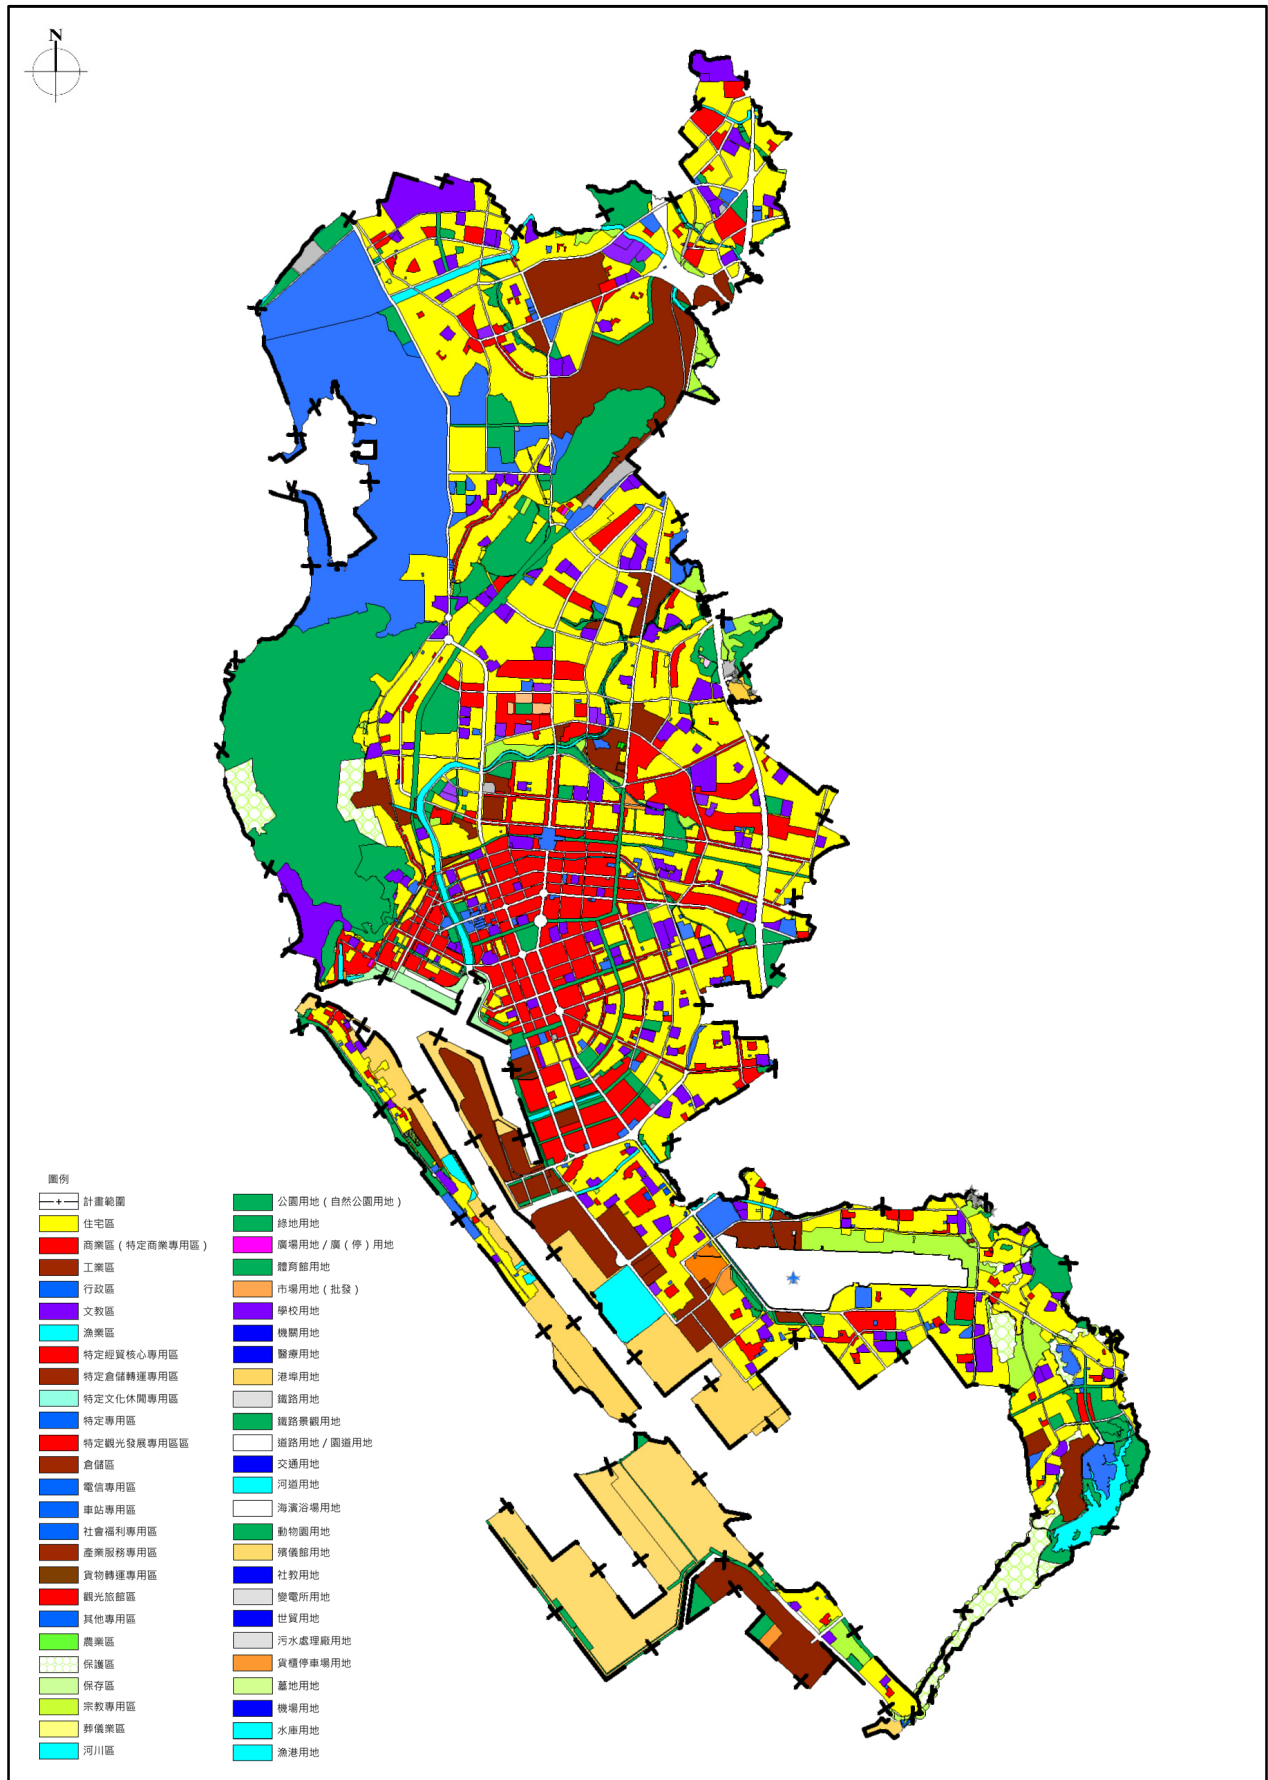 N
圖例
計畫範圍
住宅區
商業區（特定商業專用區）
工業區
行政區
文教區
漁業區
特定經貿核心專用區
特定倉儲轉運專用區
特定文化休閒專用區
特定專用區
特定觀光發展專用區區
倉儲區
電信專用區
車站專用區
社會福利專用區
產業服務專用區
貨物轉運專用區
觀光旅館區
其他專用區
農業區
保護區
保存區
宗教專用區
葬儀業區
河川區
公園用地（自然公園用地）
綠地用地
廣場用地／廣（停）用地
體育館用地
市場用地（批發）
學校用地
機關用地
醫療用地
港埠用地
鐵路用地
鐵路景觀用地
道路用地／園道用地
交通用地
河道用地
海濱浴場用地
動物園用地
殯儀館用地
社教用地
變電所用地
世貿用地
污水處理廠用地
貨櫃停車場用地
墓地用地
機場用地
水庫用地
漁港用地